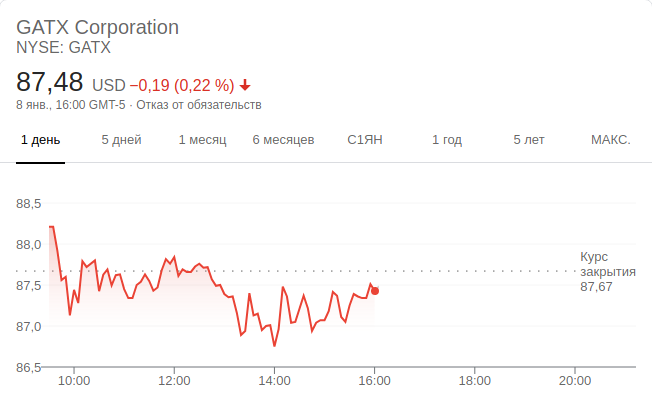 GATX Corporation
NYSE: GATX
87,48 USD −0,19 (0,22 %)
8 янв., 16:00 GMT-5 · Отказ от обязательств
1 день 5 дней 1 месяц 6 месяцев С1ЯН 1 год 5 лет МАКС.
88,5
88,0
Курс
закрытия
87,67
87,5
87,0
86,5
10:00 12:00 14:00 16:00 18:00 20:00